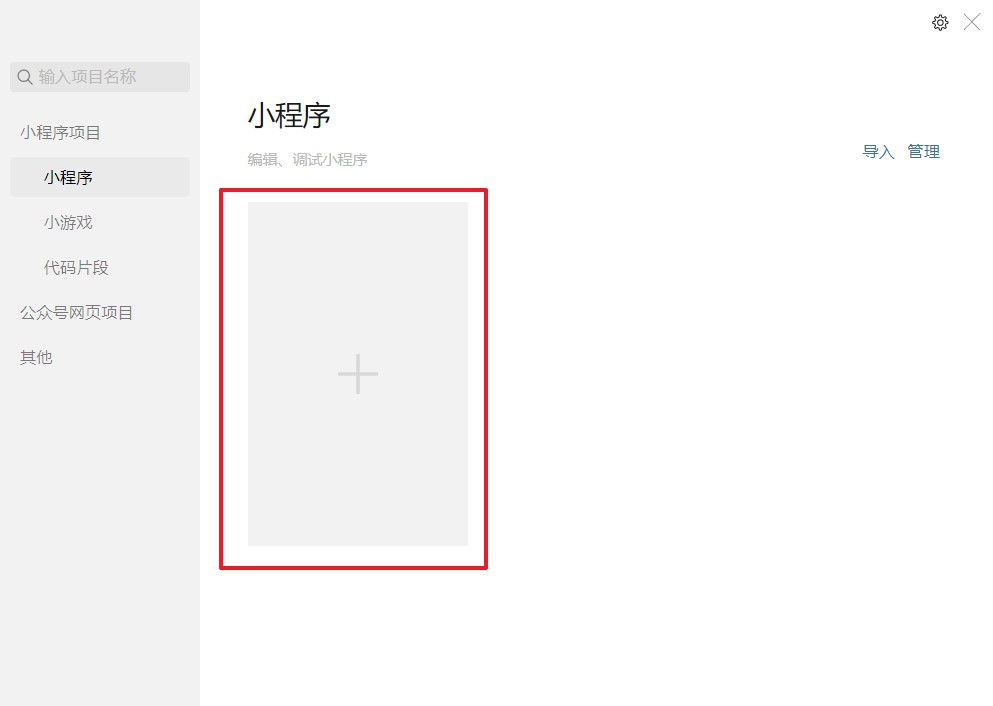 输入项目名称
小程序项目
小程序
小游戏
代码片段
公众号网页项目
其他
小程序
编辑、调试小程序
导入 管理